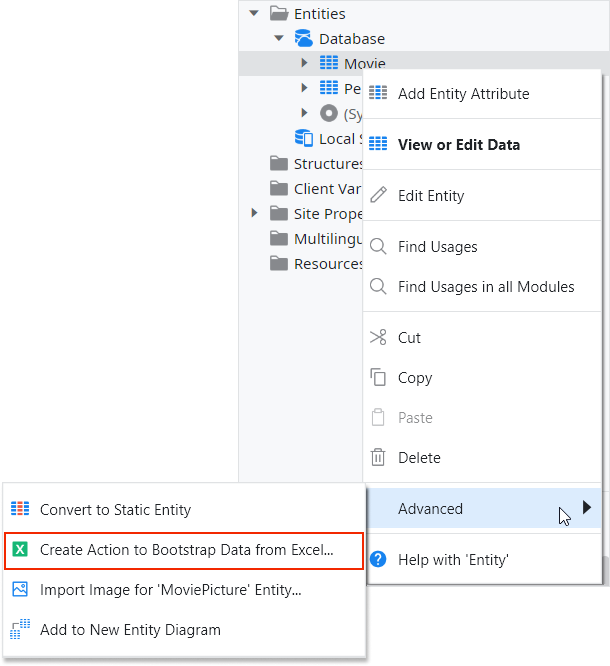 Entities
Database
Movie
Pe
(Sy
Local S
Structures
Client Var
Site Prope
Multilingu
Resources
Add Entity Attribute
View or Edit Data
Edit Entity
Find Usages
Find Usages in all Modules
Cut
Copy
Paste
Delete
Advanced
Help with 'Entity'
Convert to Static Entity
Create Action to Bootstrap Data from Excel...
Import Image for 'MoviePicture' Entity...
Add to New Entity Diagram